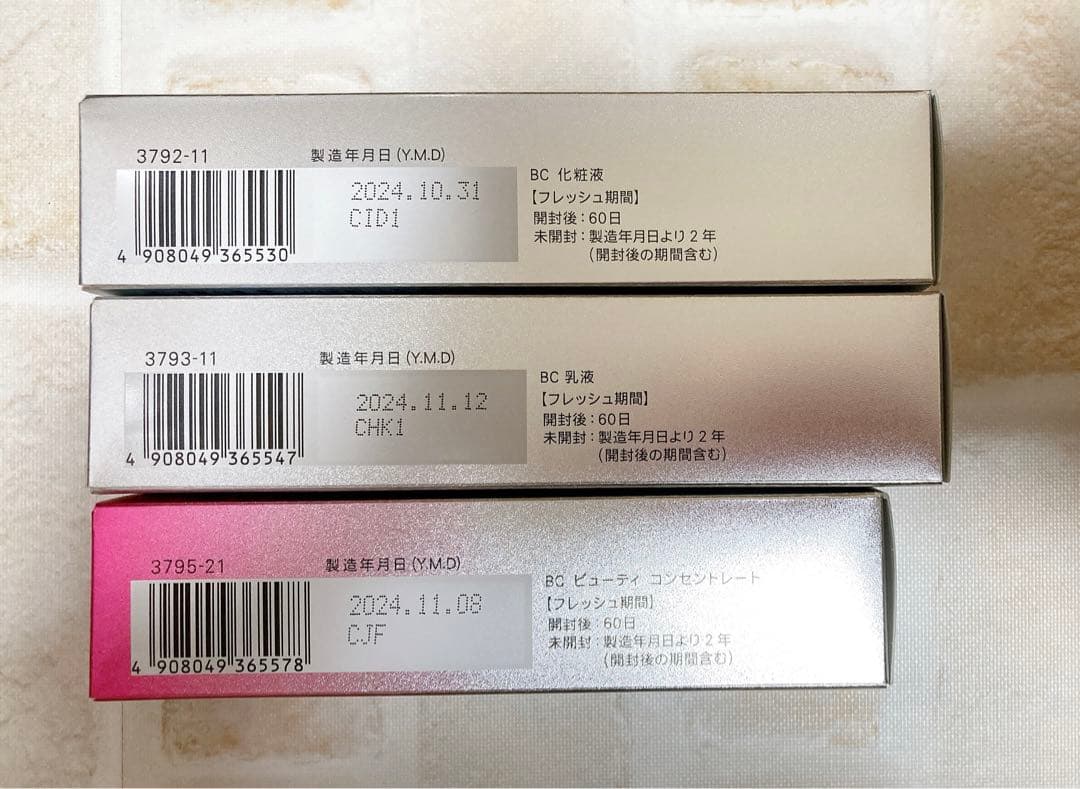 3792-11
製造年月日(Y.M.D)
2024.10.31
CID1
4 908049 365530
BC 化粧液
【フレッシュ期間】
開封後：60日
未開封：製造年月日より2年
(開封後の期間含む)
3793-11
製造年月日(Y.M.D)
2024.11.12
CHK1
4 908049 365547
BC 乳液
【フレッシュ期間】
開封後：60日
未開封：製造年月日より2年
(開封後の期間含む)
3795-21
製造年月日(Y.M.D)
2024.11.08
CJF
4 908049 365578
BC ビューティ コンセントレート
【フレッシュ期間】
開封後：60日
未開封：製造年月日より2年
(開封後の期間含む)